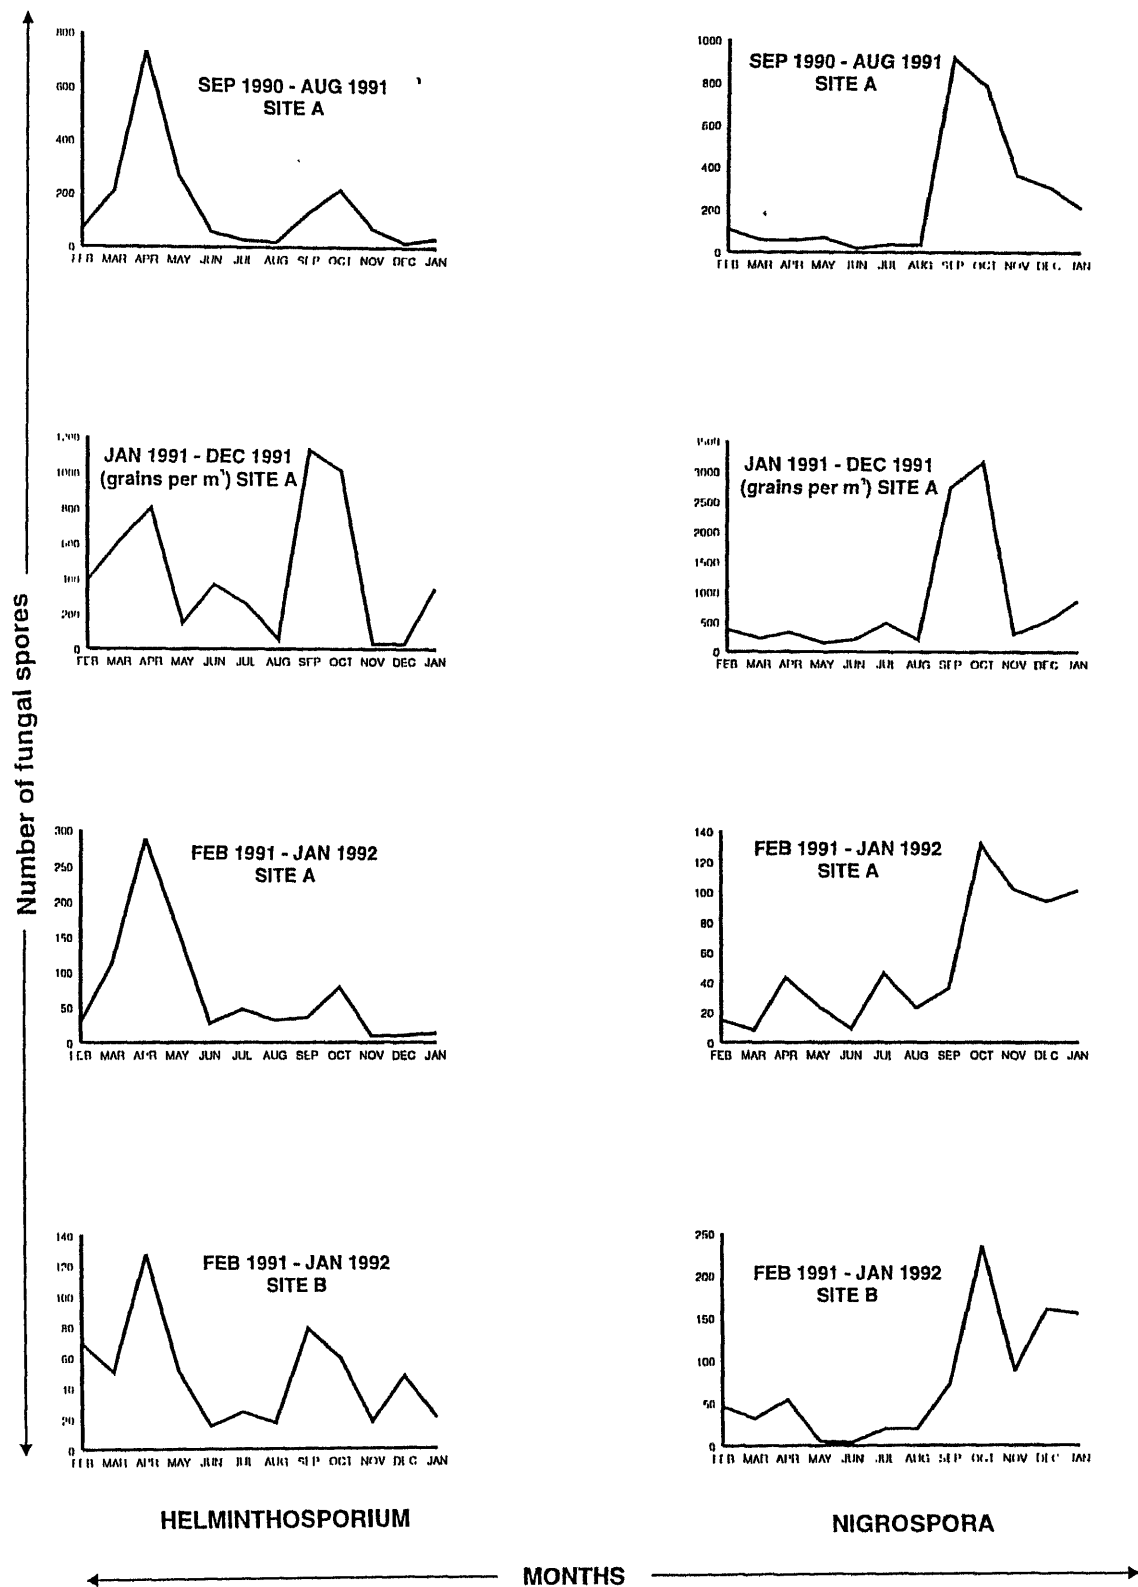 Number of fungal spores
800
600
400
200
0
SEP 1990 - AUG 1991
SITE A
FEB MAR APR MAY JUN JUL AUG SEP OCT NOV DEC JAN
1000
800
600
400
200
0
SEP 1990 - AUG 1991
SITE A
FEB MAR APR MAY JUN JUL AUG SEP OCT NOV DEC JAN
1000
800
600
400
200
0
JAN 1991 - DEC 1991
(grains per m³) SITE A
FEB MAR APR MAY JUN JUL AUG SEP OCT NOV DEC JAN
3500
3000
2500
2000
1500
1000
500
0
JAN 1991 - DEC 1991
(grains per m³) SITE A
FEB MAR APR MAY JUN JUL AUG SEP OCT NOV DEC JAN
300
250
200
150
100
50
0
FEB 1991 - JAN 1992
SITE A
FEB MAR APR MAY JUN JUL AUG SEP OCT NOV DEC JAN
140
120
100
80
60
40
20
0
FEB 1991 - JAN 1992
SITE A
FEB MAR APR MAY JUN JUL AUG SEP OCT NOV DEC JAN
140
120
100
80
60
40
20
0
FEB 1991 - JAN 1992
SITE B
FEB MAR APR MAY JUN JUL AUG SEP OCT NOV DEC JAN
250
200
150
100
50
0
FEB 1991 - JAN 1992
SITE B
FEB MAR APR MAY JUN JUL AUG SEP OCT NOV DEC JAN
HELMINTHOSPORIUM
NIGROSPORA
MONTHS